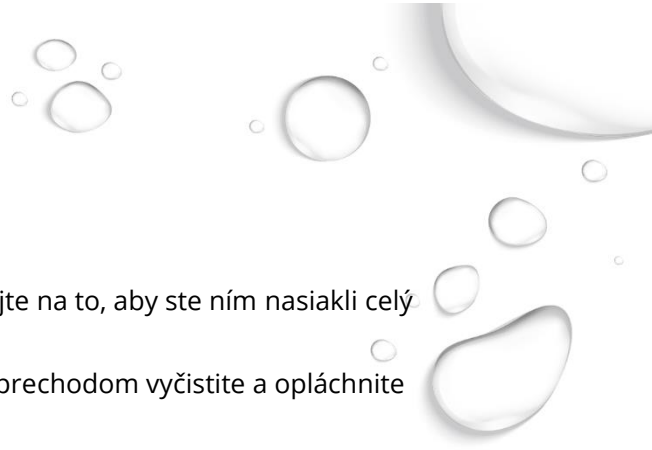 jte na to, aby ste ním nasiakli celý
prechodom vyčistite a opláchnite